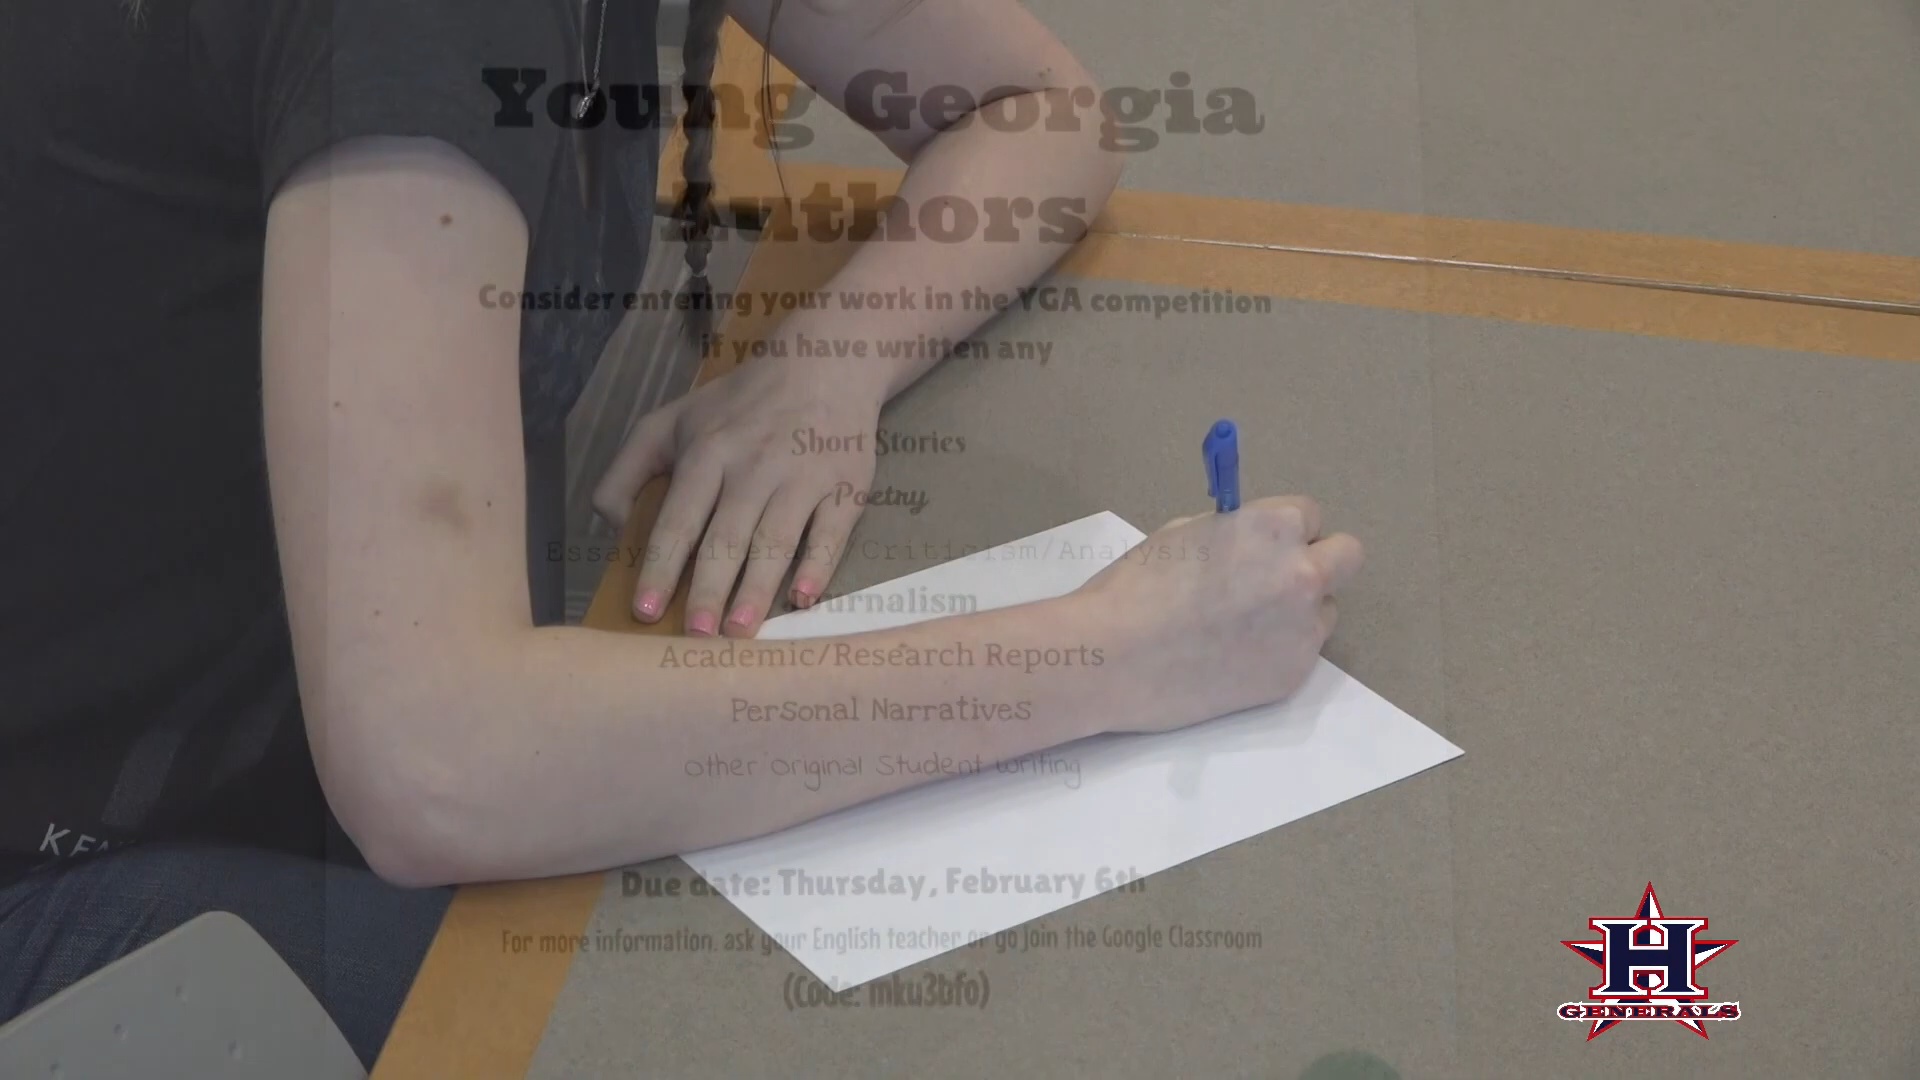 Young Georgia
Authors
Consider entering your work in the YGA competition
if you have written any
Short Stories
Poetry
Essays/Literary/Criticism/Analysis
Journalism
Academic/Research Reports
Personal Narratives
other original Student writing
Due date: Thursday, February 6th
For more information, ask your English teacher or go join the Google Classroom
(Code: mku3bfo)
H
GENERALS